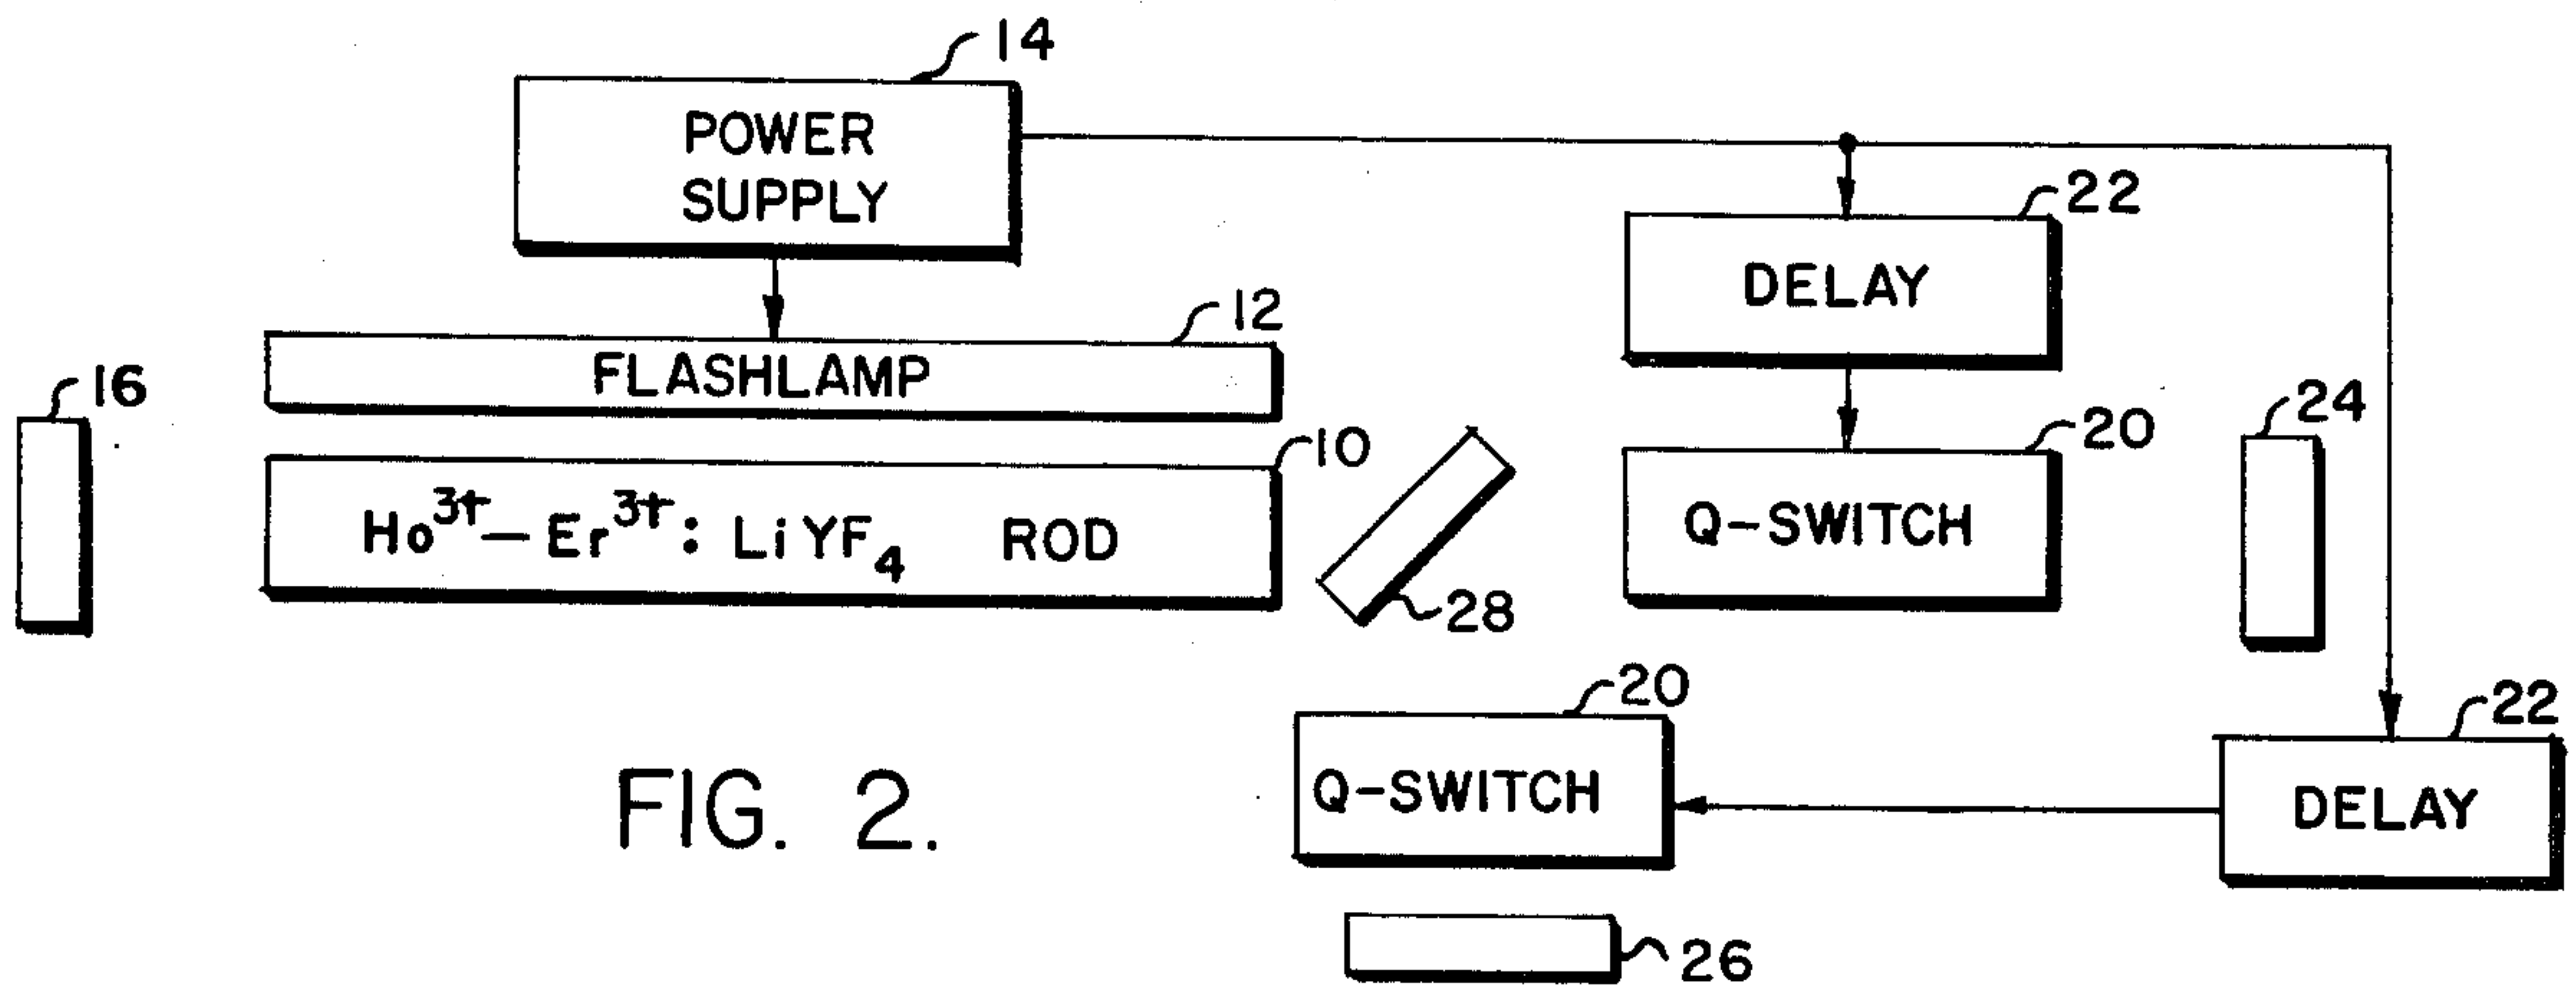 14
POWER
SUPPLY
22
DELAY
12
FLASHLAMP
16
24
20
10
Ho³⁺–Er³⁺: LiYF₄ ROD
Q-SWITCH
28
20
22
Q-SWITCH
DELAY
FIG. 2.
26